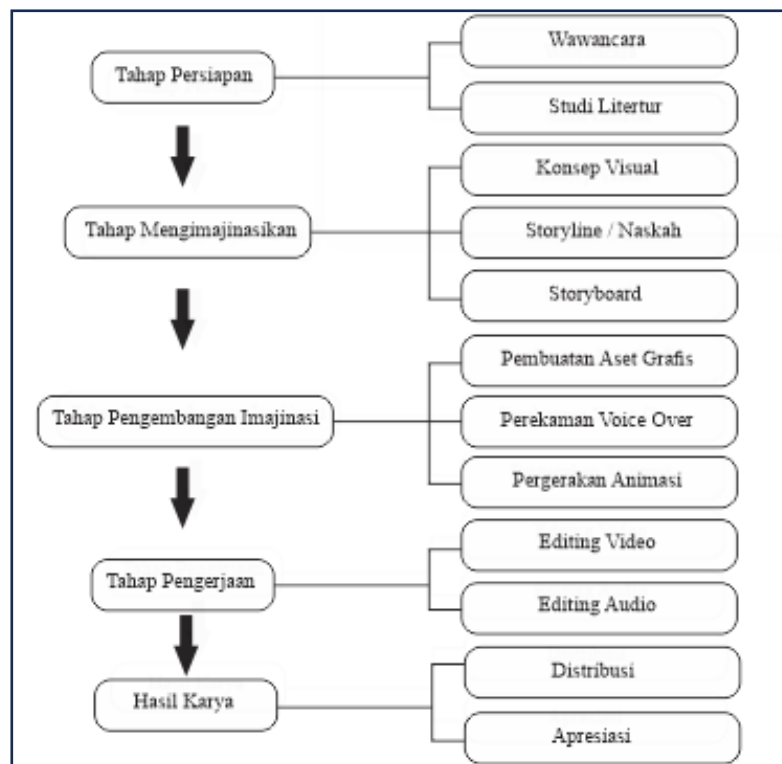 Tahap Persiapan
Wawancara
Studi Litertur
Tahap Mengimajinasikan
Konsep Visual
Storyline / Naskah
Storyboard
Tahap Pengembangan Imajinasi
Pembuatan Aset Grafis
Perekaman Voice Over
Pergerakan Animasi
Tahap Pengerjaan
Editing Video
Editing Audio
Hasil Karya
Distribusi
Apresiasi